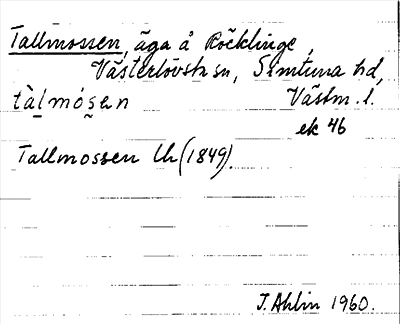 Tallmossen, äga å Röcklinge,
Västerlövsta sn, Simtuna hd,
tàlmósen Västm. l.
ek 46
Tallmossen Uh (1849).
J. Ahlin 1960.